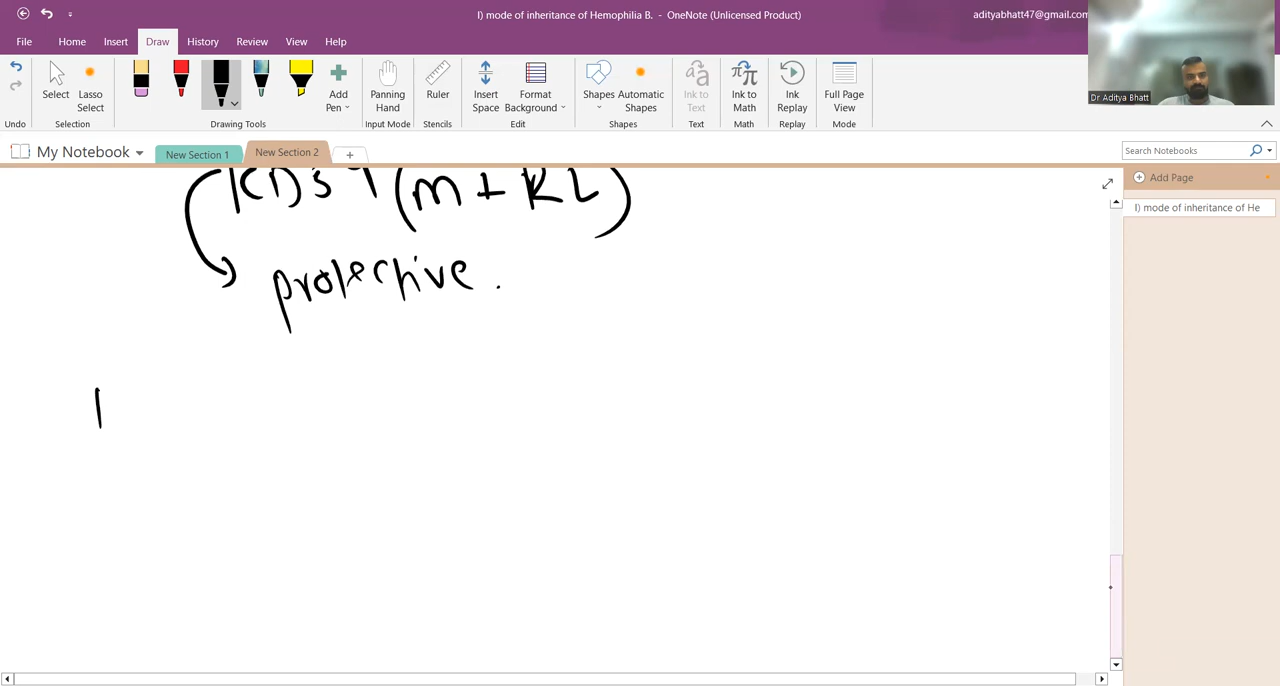 I) mode of inheritance of Hemophilia B. - OneNote (Unlicensed Product)
adityabhatt47@gmail.com
File Home Insert Draw History Review View Help
Undo
Select
Lasso Select
Add Pen
Panning Hand
Ruler
Insert Space
Format Background
Shapes
Automatic Shapes
Ink to Text
Ink to Math
Ink Replay
Full Page View
Undo Selection Drawing Tools Input Mode Stencils Edit Shapes Text Math Replay Mode
Dr Aditya Bhatt
My Notebook New Section 1 New Section 2
Search Notebooks
Add Page
I) mode of inheritance of He
(m + RL)
protective.